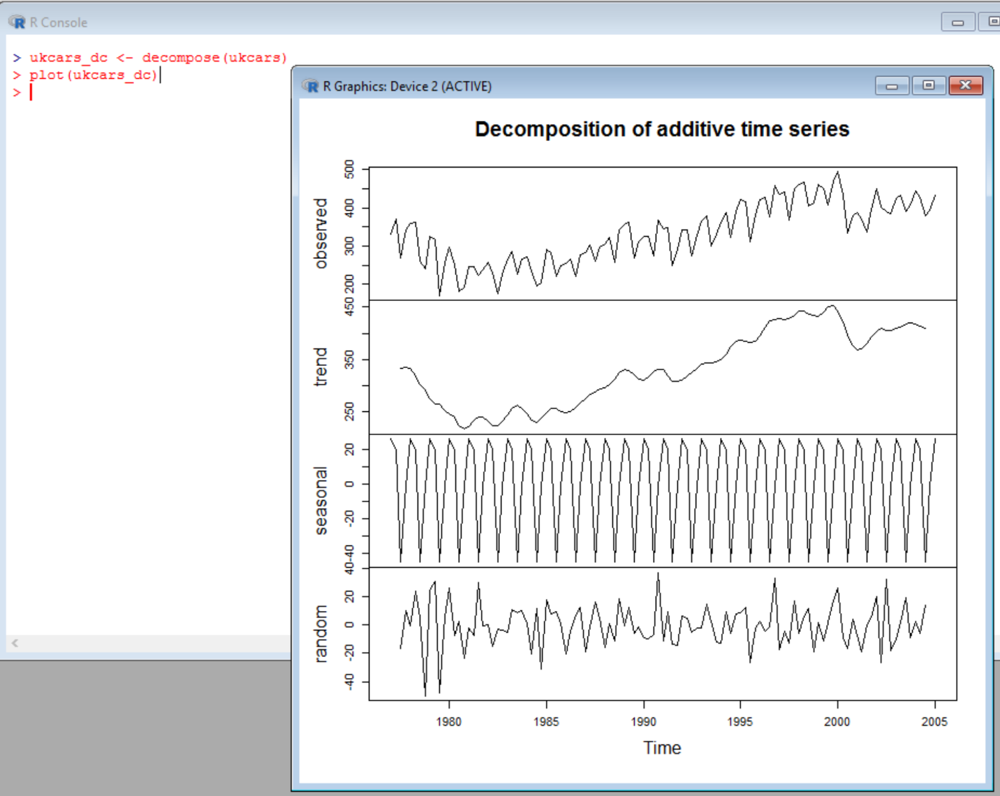 R Console
> ukcars_dc <- decompose(ukcars)
> plot(ukcars_dc)
>
R Graphics: Device 2 (ACTIVE)
Decomposition of additive time series
observed
500
400
300
200
trend
450
350
250
seasonal
20
0
-20
-40
random
40
20
0
-20
-40
1980 1985 1990 1995 2000 2005
Time